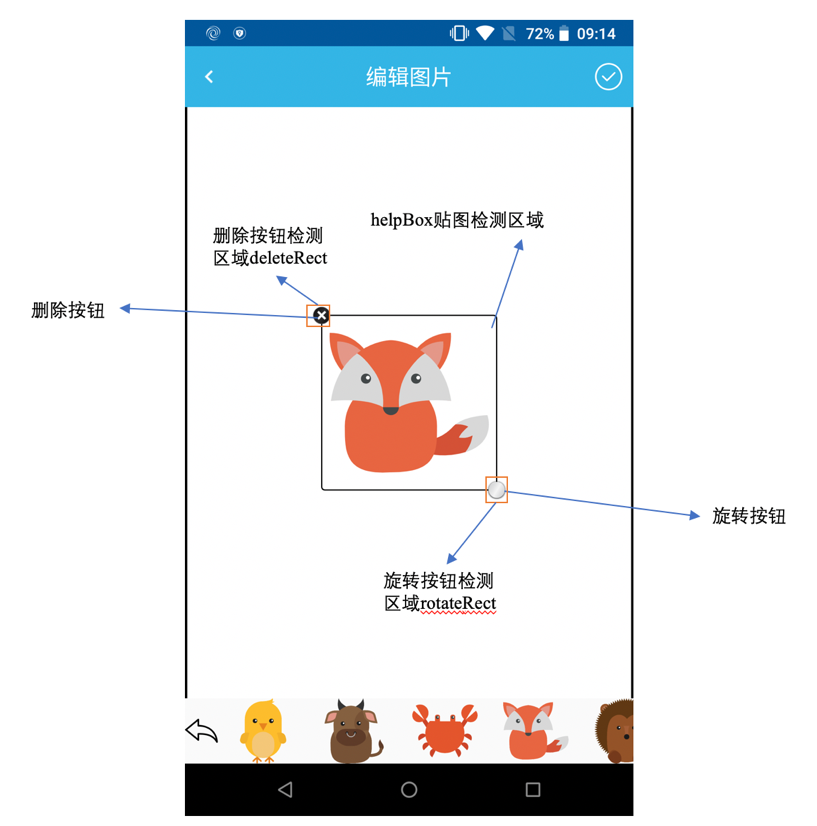 72% 09:14
编辑图片
helpBox贴图检测区域
删除按钮检测
区域deleteRect
删除按钮
旋转按钮
旋转按钮检测
区域rotateRect